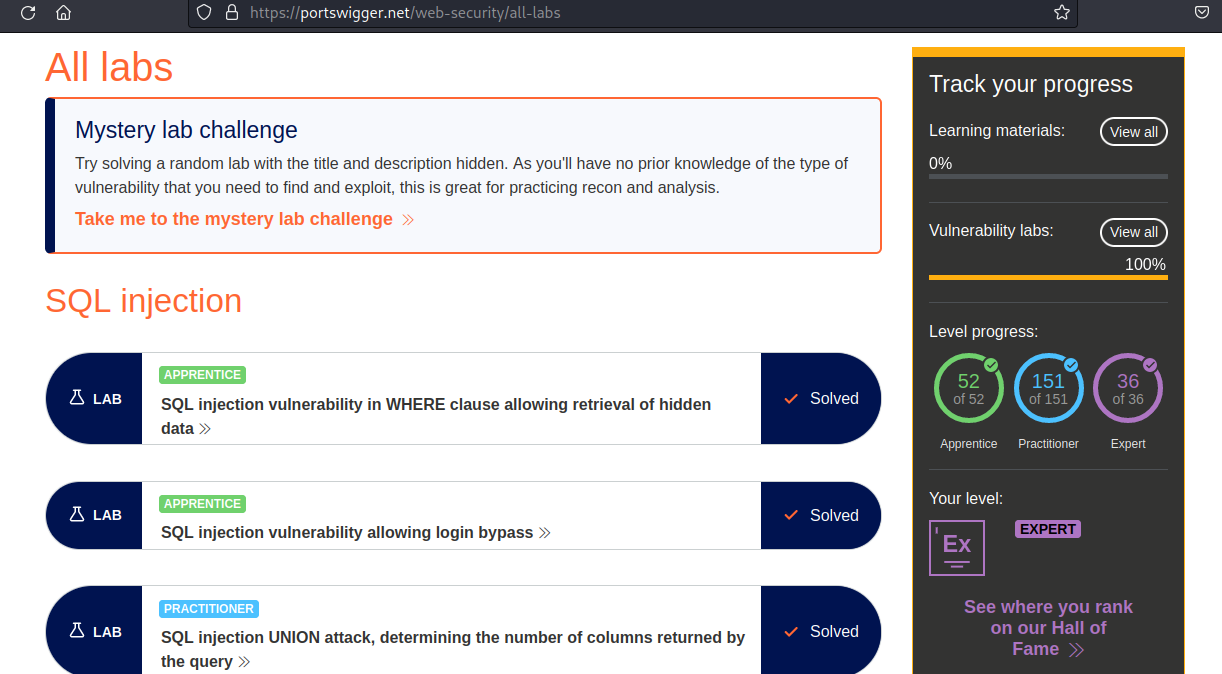 https://portswigger.net/web-security/all-labs
All labs
Mystery lab challenge
Try solving a random lab with the title and description hidden. As you'll have no prior knowledge of the type of
vulnerability that you need to find and exploit, this is great for practicing recon and analysis.
Take me to the mystery lab challenge
SQL injection
LAB
APPRENTICE
SQL injection vulnerability in WHERE clause allowing retrieval of hidden
data
Solved
LAB
APPRENTICE
SQL injection vulnerability allowing login bypass
Solved
LAB
PRACTITIONER
SQL injection UNION attack, determining the number of columns returned by
the query
Solved
Track your progress
Learning materials:
View all
0%
Vulnerability labs:
View all
100%
Level progress:
52
of 52
151
of 151
36
of 36
Apprentice
Practitioner
Expert
Your level:
Ex
EXPERT
See where you rank
on our Hall of
Fame